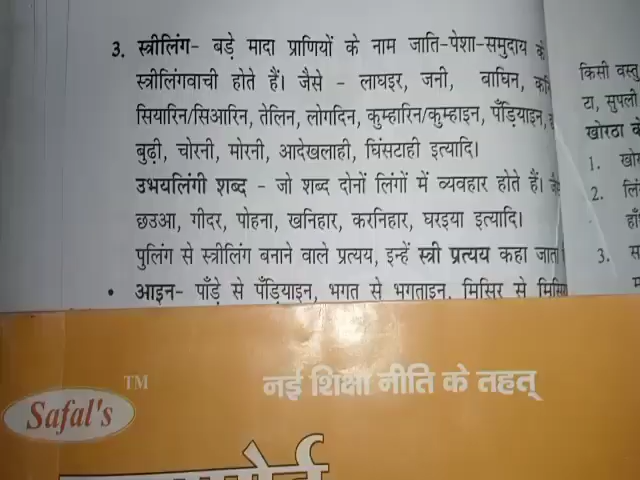 3. स्त्रीलिंग- बड़े मादा प्राणियों के नाम जाति-पेशा-समुदाय के
स्त्रीलिंगवाची होते हैं। जैसे - लाघइर, जनी, बाघिन,
सियारिन/सिआरिन, तेलिन, लोगदिन, कुम्हारिन/कुम्हाइन, पँड़ियाइन,
बुढ़ी, चोरनी, मोरनी, आदेखलाही, घिंसटाही इत्यादि।
उभयलिंगी शब्द - जो शब्द दोनों लिंगों में व्यवहार होते हैं।
छउआ, गीदर, पोहना, खनिहार, करनिहार, घरइया इत्यादि।
पुलिंग से स्त्रीलिंग बनाने वाले प्रत्यय, इन्हें स्त्री प्रत्यय कहा जाता
• आइन- पाँड़े से पँड़ियाइन, भगत से भगताइन, मिसिर से
किसी वस्तु
टा, सुपली
खोरठा के
1.
2.
3.
नई शिक्षा नीति के तहत्
Safal's TM